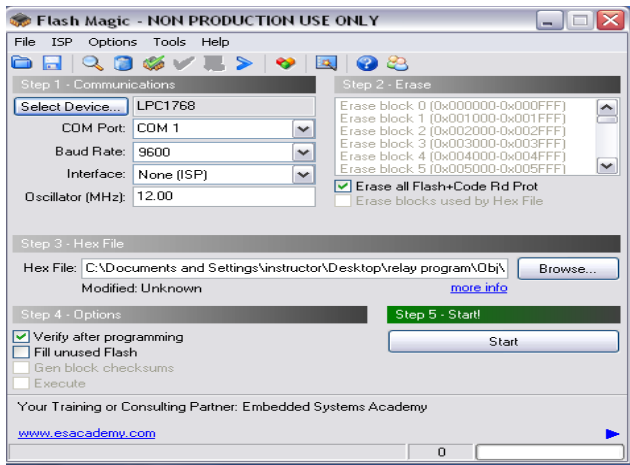 Flash Magic - NON PRODUCTION USE ONLY
File ISP Options Tools Help
Step 1 - Communications
Select Device... LPC1768
COM Port: COM 1
Baud Rate: 9600
Interface: None (ISP)
Oscillator (MHz): 12.00
Step 2 - Erase
Erase block 0 (0x000000-0x000FFF)
Erase block 1 (0x001000-0x001FFF)
Erase block 2 (0x002000-0x002FFF)
Erase block 3 (0x003000-0x003FFF)
Erase block 4 (0x004000-0x004FFF)
Erase block 5 (0x005000-0x005FFF)
Erase all Flash+Code Rd Prot
Erase blocks used by Hex File
Step 3 - Hex File
Hex File: C:\Documents and Settings\instructor\Desktop\relay program\Obj\ Browse...
Modified: Unknown more info
Step 4 - Options
Verify after programming
Fill unused Flash
Gen block checksums
Execute
Step 5 - Start!
Start
Your Training or Consulting Partner: Embedded Systems Academy
www.esacademy.com
0